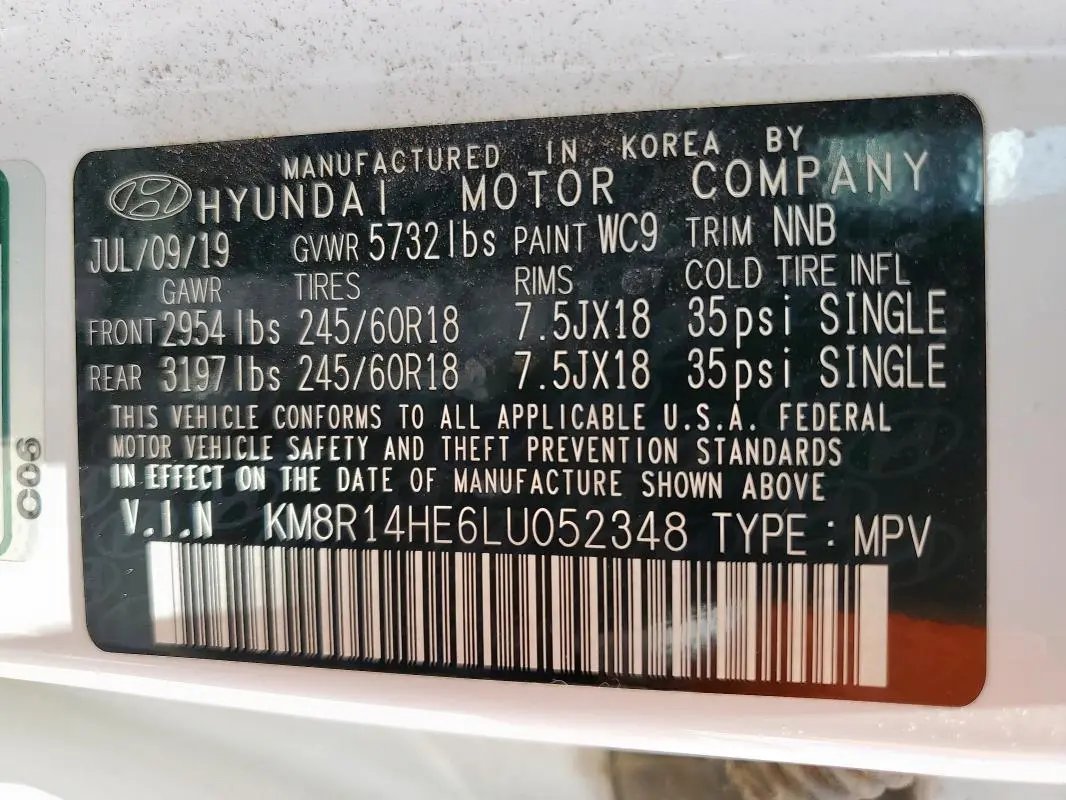 MANUFACTURED IN KOREA BY
HYUNDAI MOTOR COMPANY
JUL/09/19 GVWR 5732lbs PAINT WC9 TRIM NNB
GAWR TIRES RIMS COLD TIRE INFL
FRONT 2954lbs 245/60R18 7.5JX18 35psi SINGLE
REAR 3197lbs 245/60R18 7.5JX18 35psi SINGLE
THIS VEHICLE CONFORMS TO ALL APPLICABLE U.S.A. FEDERAL
MOTOR VEHICLE SAFETY AND THEFT PREVENTION STANDARDS
IN EFFECT ON THE DATE OF MANUFACTURE SHOWN ABOVE
V.I.N KM8R14HE6LU052348 TYPE : MPV
C06